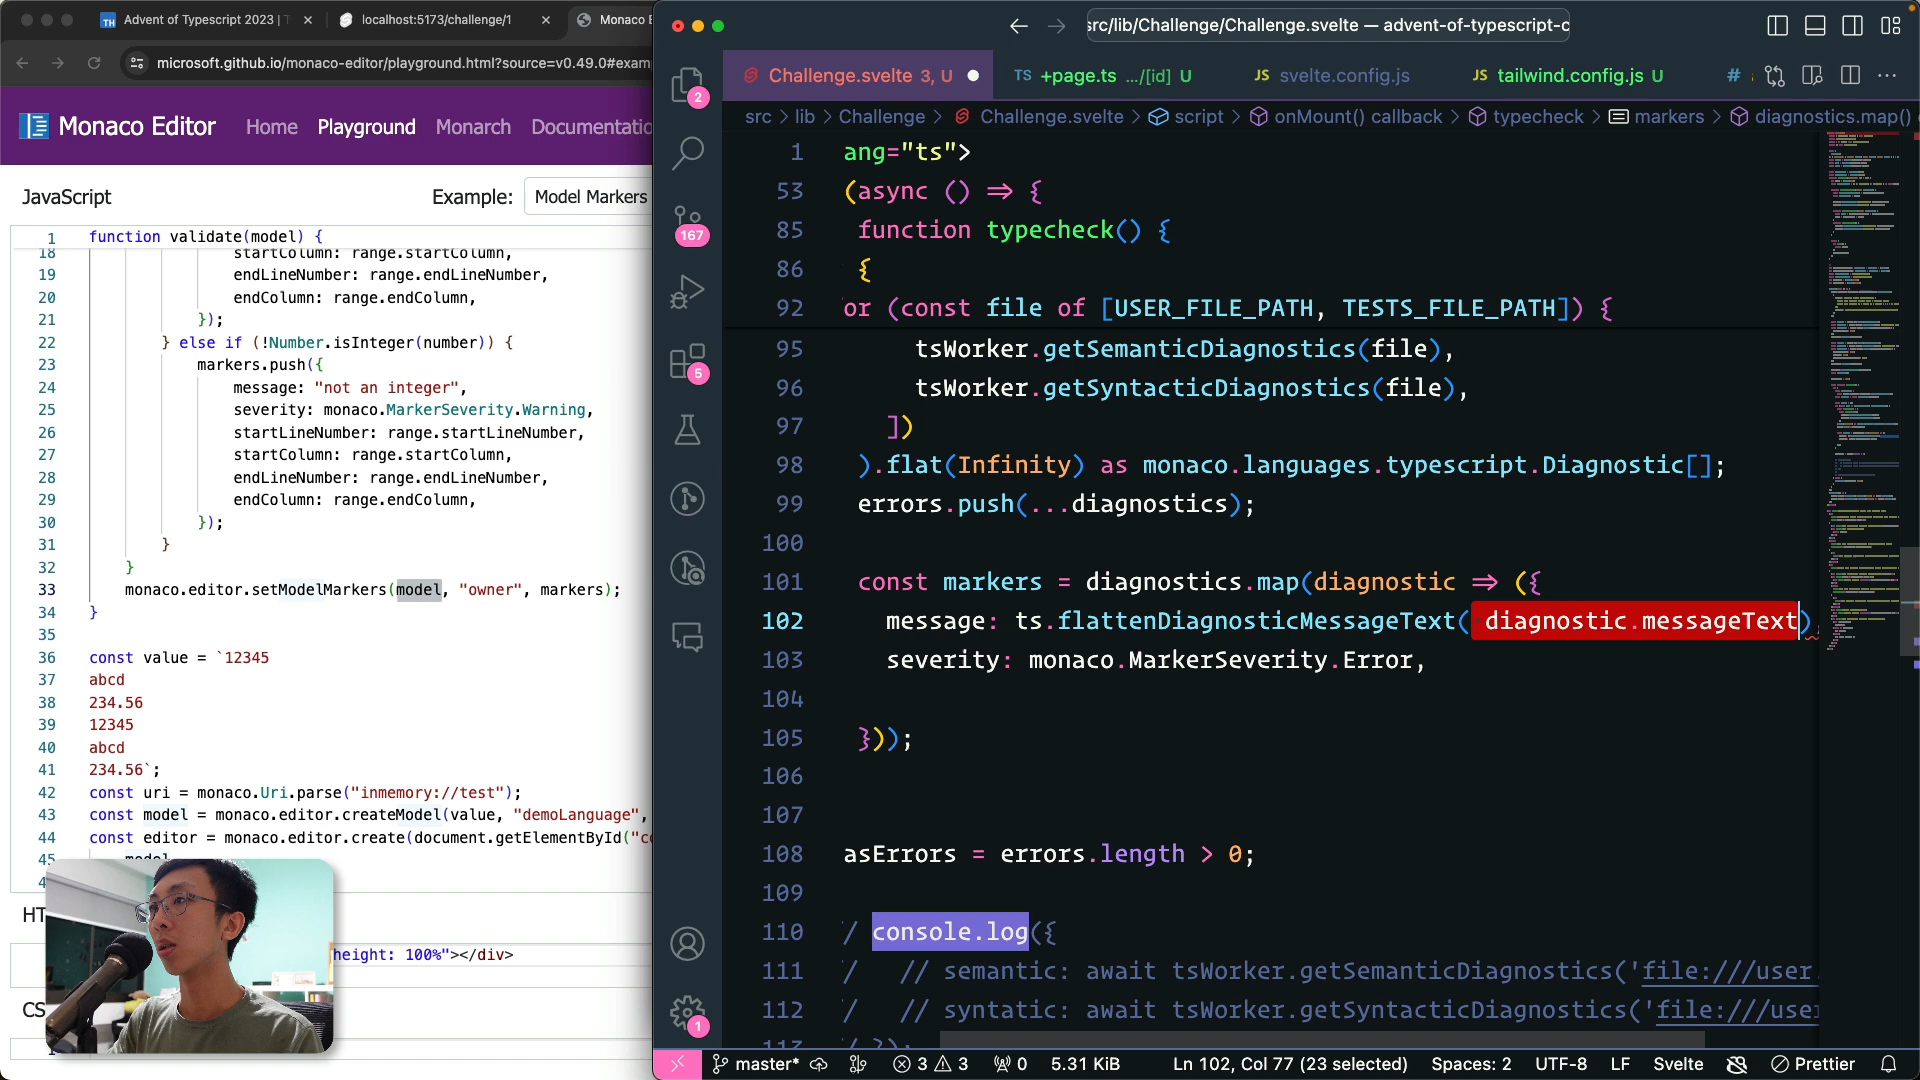 Advent of Typescript 2023 |
localhost:5173/challenge/1
Monaco E
microsoft.github.io/monaco-editor/playground.html?source=v0.49.0#exam
Monaco Editor
Home
Playground
Monarch
Documentatio
JavaScript
Example:
Model Markers
1 function validate(model) {
18 startColumn: range.startColumn,
19 endLineNumber: range.endLineNumber,
20 endColumn: range.endColumn,
21 });
22 } else if (!Number.isInteger(number)) {
23 markers.push({
24 message: "not an integer",
25 severity: monaco.MarkerSeverity.Warning,
26 startLineNumber: range.startLineNumber,
27 startColumn: range.startColumn,
28 endLineNumber: range.endLineNumber,
29 endColumn: range.endColumn,
30 });
31 }
32 }
33 monaco.editor.setModelMarkers(model, "owner", markers);
34 }
35
36 const value = `12345
37 abcd
38 234.56
39 12345
40 abcd
41 234.56`;
42 const uri = monaco.Uri.parse("inmemory://test");
43 const model = monaco.editor.createModel(value, "demoLanguage",
44 const editor = monaco.editor.create(document.getElementById("co
45 model
4
HT
height: 100%"></div>
CS
src/lib/Challenge/Challenge.svelte — advent-of-typescript-c
Challenge.svelte 3, U
TS +page.ts .../[id] U
JS svelte.config.js
JS tailwind.config.js U
#
src > lib > Challenge > Challenge.svelte > script > onMount() callback > typecheck > markers > diagnostics.map()
2
167
5
1
1 ang="ts">
53 (async () => {
85 function typecheck() {
86 {
92 or (const file of [USER_FILE_PATH, TESTS_FILE_PATH]) {
95 tsWorker.getSemanticDiagnostics(file),
96 tsWorker.getSyntacticDiagnostics(file),
97 ])
98 ).flat(Infinity) as monaco.languages.typescript.Diagnostic[];
99 errors.push(...diagnostics);
100
101 const markers = diagnostics.map(diagnostic => ({
102 message: ts.flattenDiagnosticMessageText( diagnostic.messageText),
103 severity: monaco.MarkerSeverity.Error,
104
105 }));
106
107
108 asErrors = errors.length > 0;
109
110 / console.log({
111 / // semantic: await tsWorker.getSemanticDiagnostics('file:///user.
112 / // syntatic: await tsWorker.getSyntacticDiagnostics('file:///use
113 / });
master* 3 3 0 5.31 KiB Ln 102, Col 77 (23 selected) Spaces: 2 UTF-8 LF Svelte Prettier